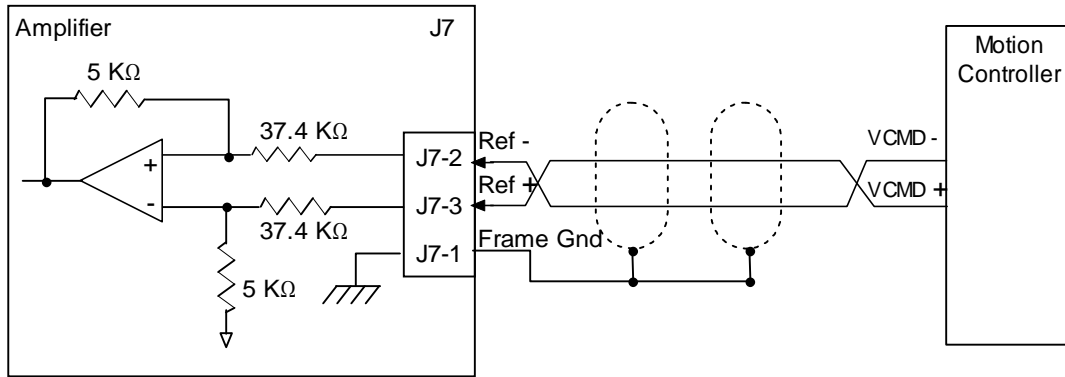 Amplifier
J7
5 KΩ
37.4 KΩ
+
-
37.4 KΩ
5 KΩ
J7-2
J7-3
J7-1
Ref -
Ref +
Frame Gnd
VCMD -
VCMD +
Motion
Controller